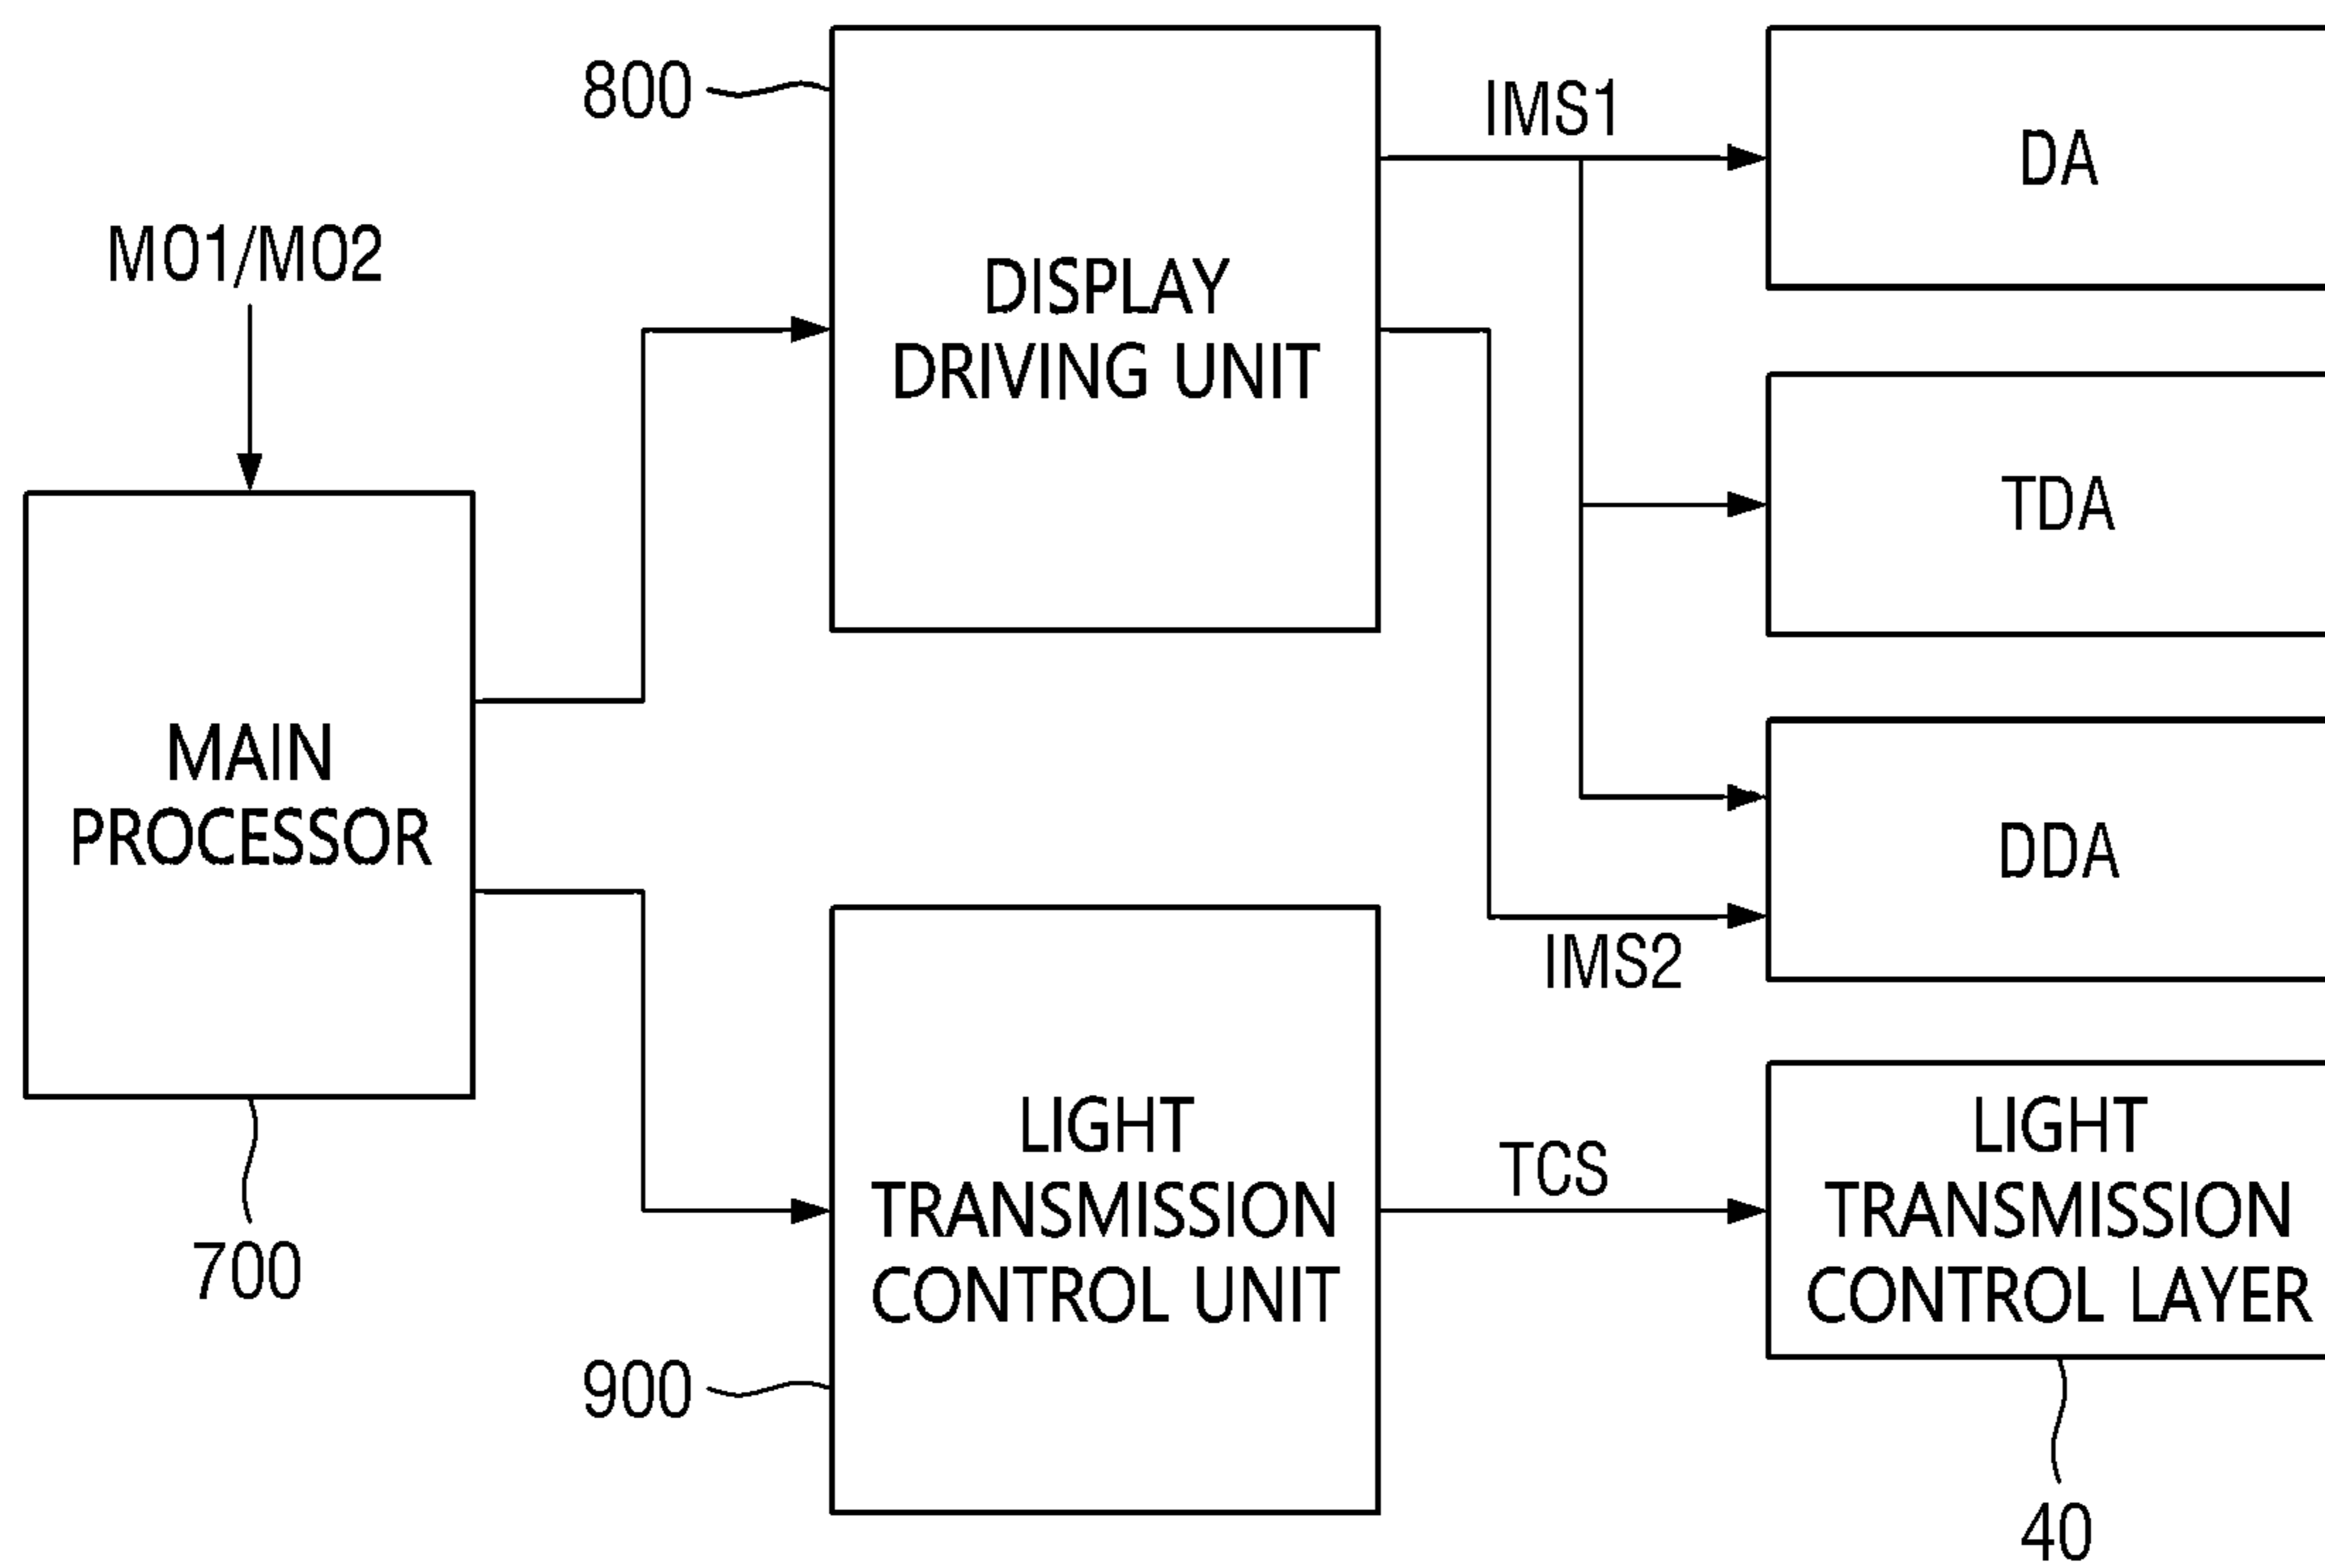 800
IMS1
DA
MO1/MO2
DISPLAY
DRIVING UNIT
TDA
MAIN
PROCESSOR
DDA
IMS2
LIGHT
TRANSMISSION
CONTROL UNIT
TCS
LIGHT
TRANSMISSION
CONTROL LAYER
700
900
40